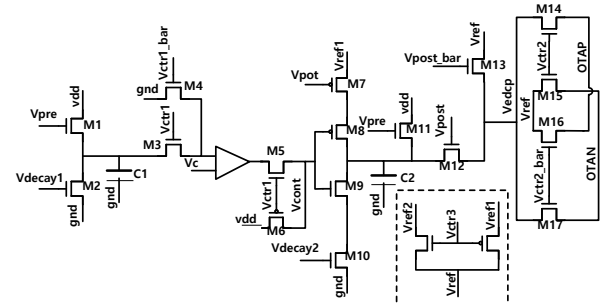 M14
Vref
Vref1
Vctr1_bar
Vpost_bar
M13
Vctr2
OTAP
Vpot
M7
M4
vdd
gnd
vdd
Vedcp
M15
Vpre
M1
Vctr1
M8
Vpre
M11
Vpost
Vref
M16
M3
M5
Vc
M12
OTAN
Vdecay1
M2
C1
Vctr1
Vcont
M9
C2
Vctr2_bar
gnd
gnd
gnd
Vref2
Vctr3
Vref1
M17
vdd
M6
Vdecay2
M10
gnd
Vref